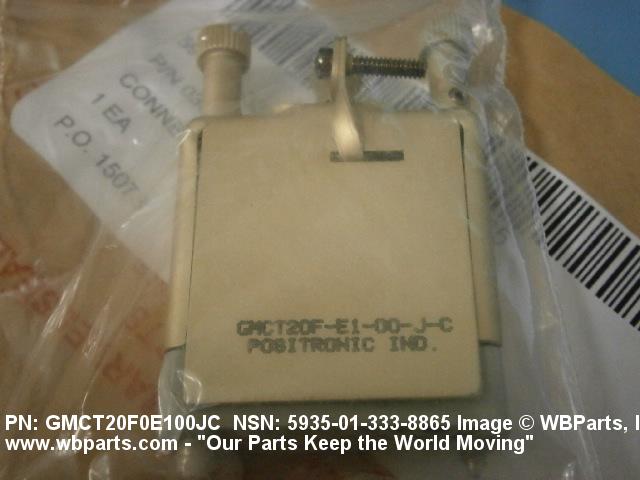 P/N
CONNE
1 EA
P.O. 1507
GMCT20F-E1-00-J-C
POSITRONIC IND.
PN: GMCT20F0E100JC NSN: 5935-01-333-8865 Image © WBParts, I
www.wbparts.com - "Our Parts Keep the World Moving"